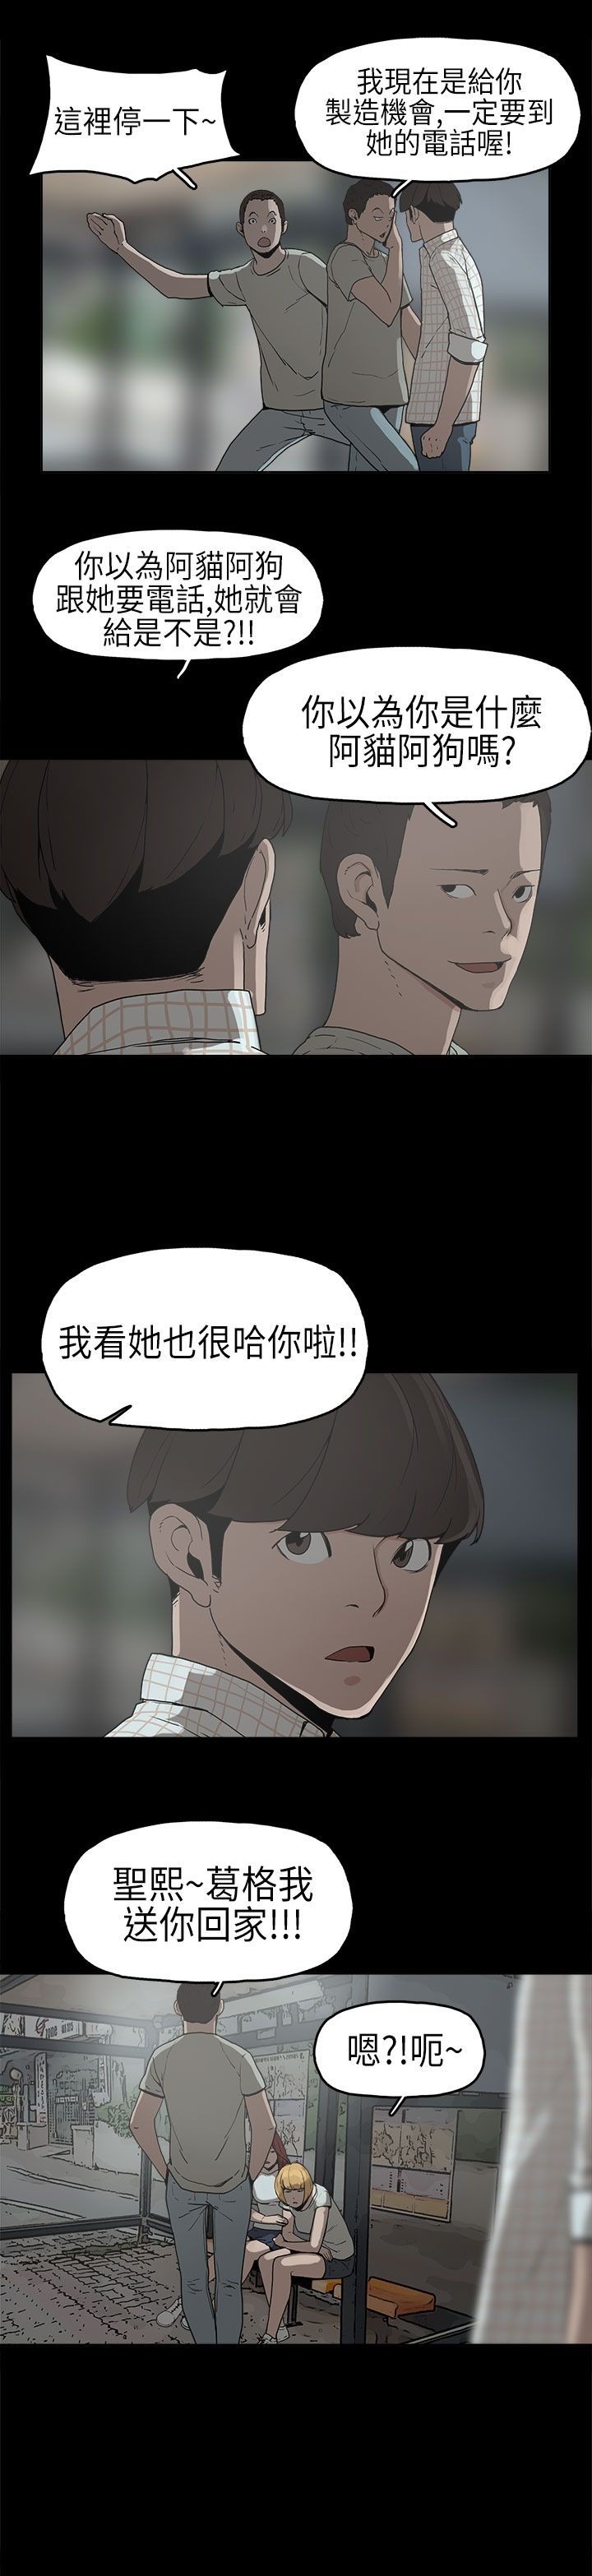 這裡停一下~
我現在是給你
製造機會,一定要到
她的電話喔!
你以為阿貓阿狗
跟她要電話,她就會
給是不是?!!
你以為你是什麼
阿貓阿狗嗎?
我看她也很哈你啦!!
聖熙~葛格我
送你回家!!!
嗯?!呃~